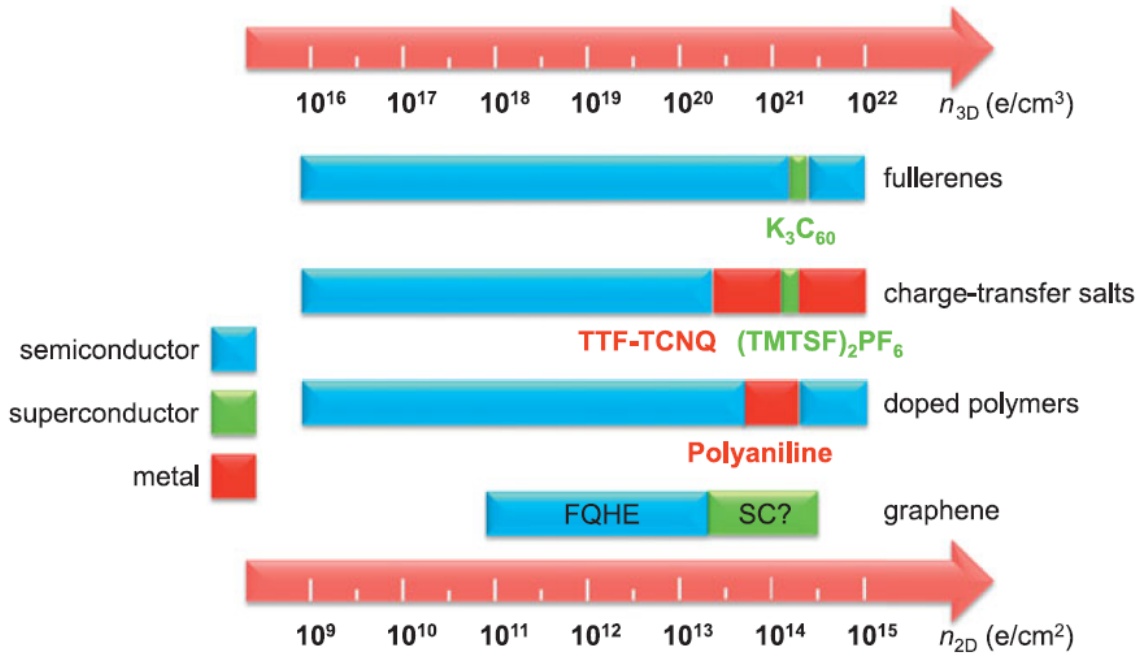 10¹⁶ 10¹⁷ 10¹⁸ 10¹⁹ 10²⁰ 10²¹ 10²² n₃D (e/cm³)
fullerenes
K₃C₆₀
charge-transfer salts
TTF-TCNQ (TMTSF)₂PF₆
semiconductor
superconductor
metal
doped polymers
Polyaniline
FQHE SC? graphene
10⁹ 10¹⁰ 10¹¹ 10¹² 10¹³ 10¹⁴ 10¹⁵ n₂D (e/cm²)